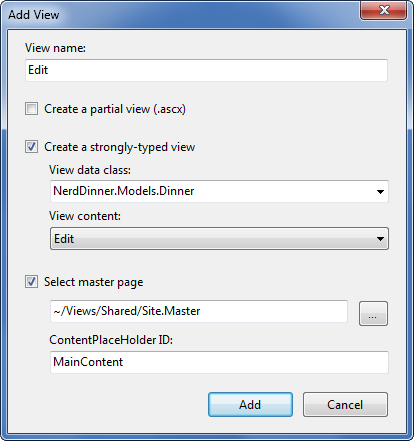 Add View
View name:
Edit
Create a partial view (.ascx)
Create a strongly-typed view
View data class:
NerdDinner.Models.Dinner
View content:
Edit
Select master page
~/Views/Shared/Site.Master
...
ContentPlaceHolder ID:
MainContent
Add Cancel